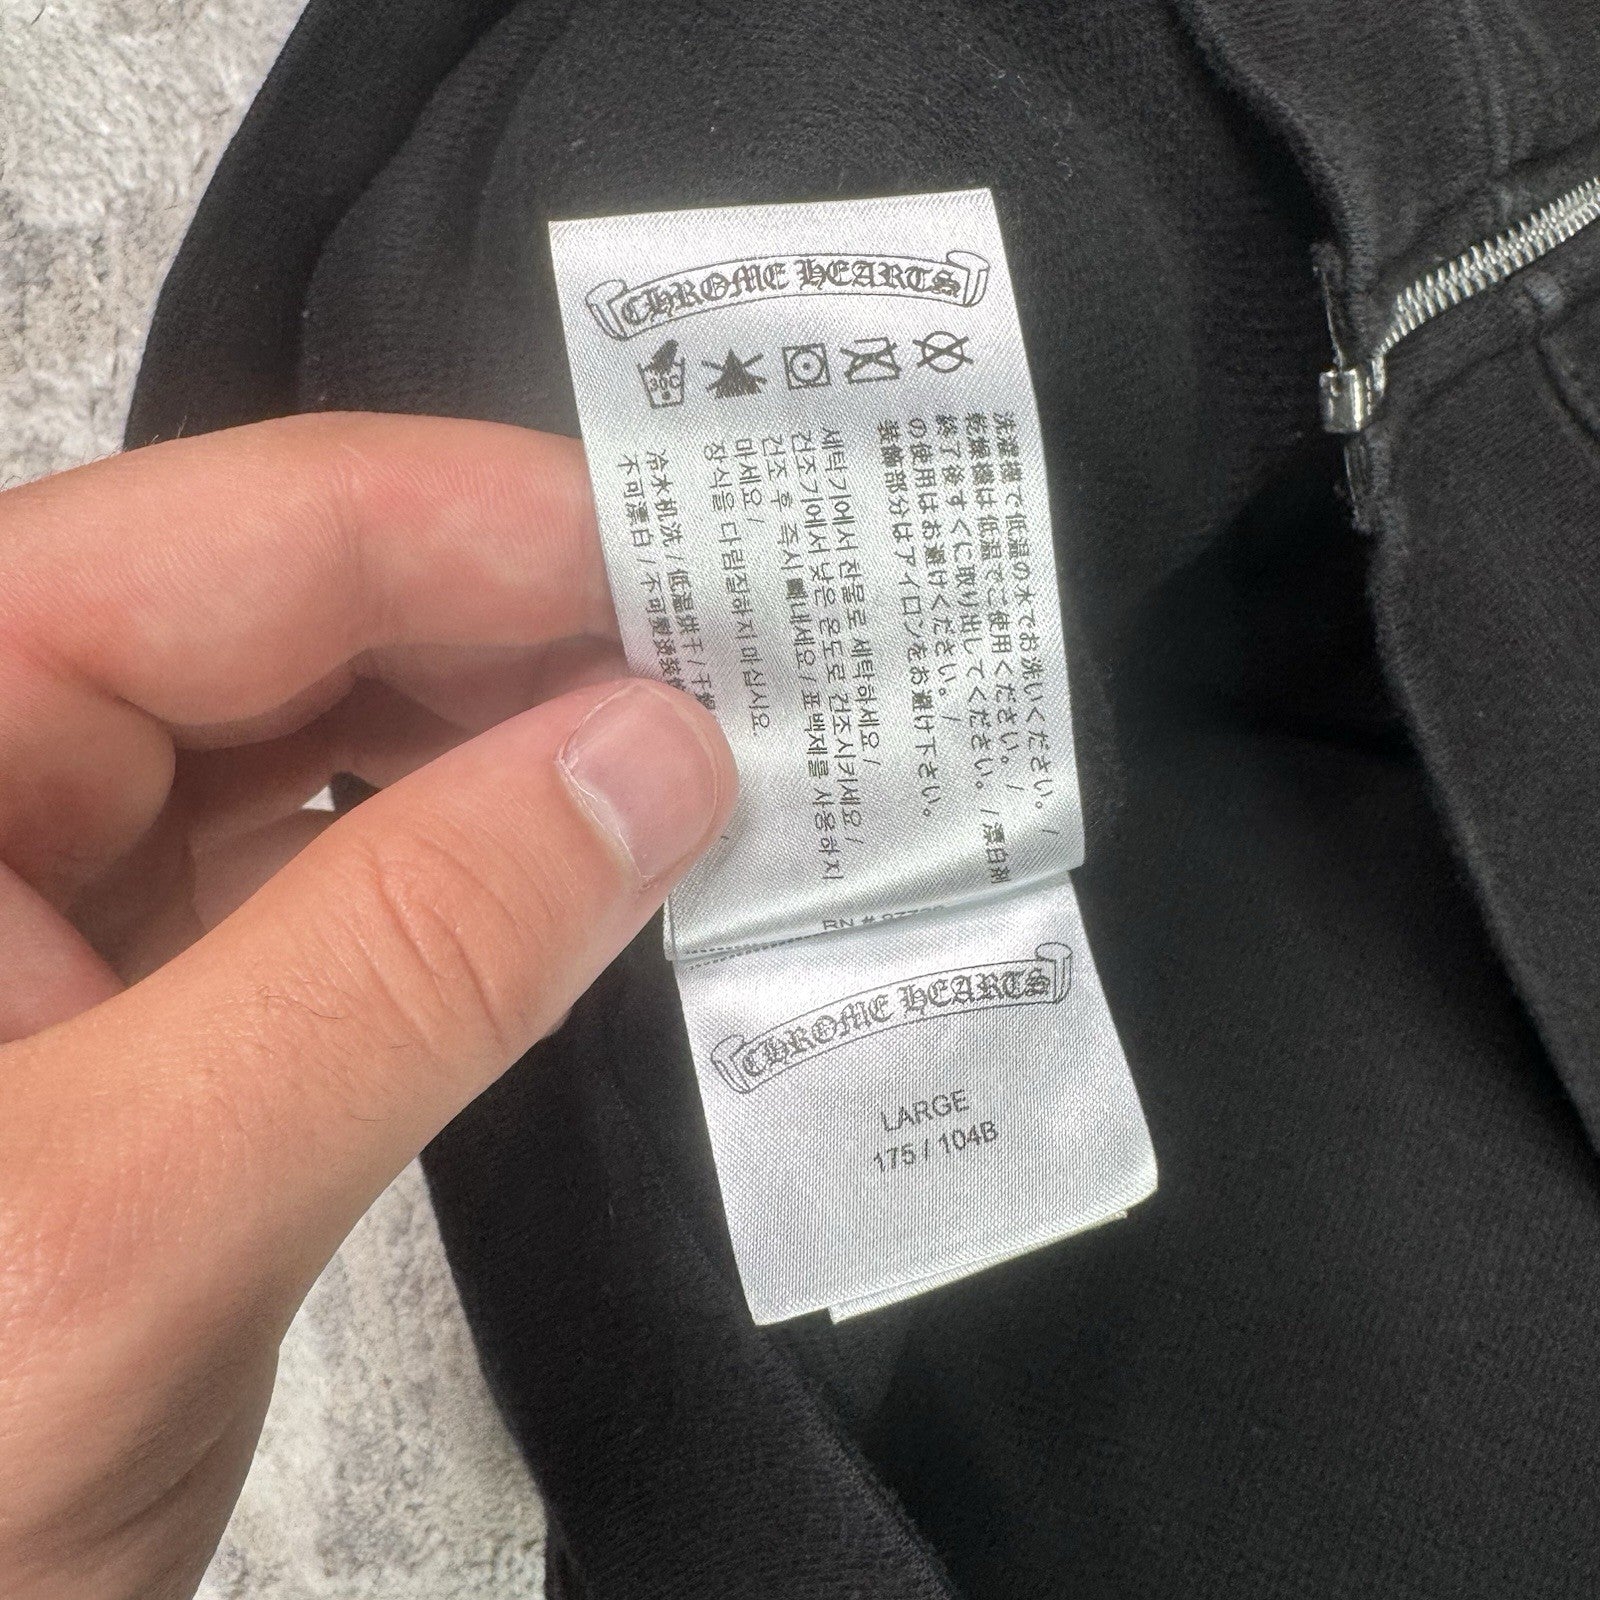 CHROME HEARTS
30C
洗濯機で低温の水でお洗いください。/
乾燥機は低温でご使用ください。/
終了後すぐに取り出してください。/漂白剤
の使用はお避けください。/
装飾部分はアイロンをお避け下さい。
세탁기에서 찬물로 세탁하세요/
건조기에서 낮은 온도로 건조시키세요/
건조 후 즉시 빼내세요/표백제를 사용하지
마세요/
장식을 다림질하지 마십시요.
冷水机洗/低温烘干/干燥
不可漂白/不可熨烫装
RN #
CHROME HEARTS
LARGE
175 / 104B